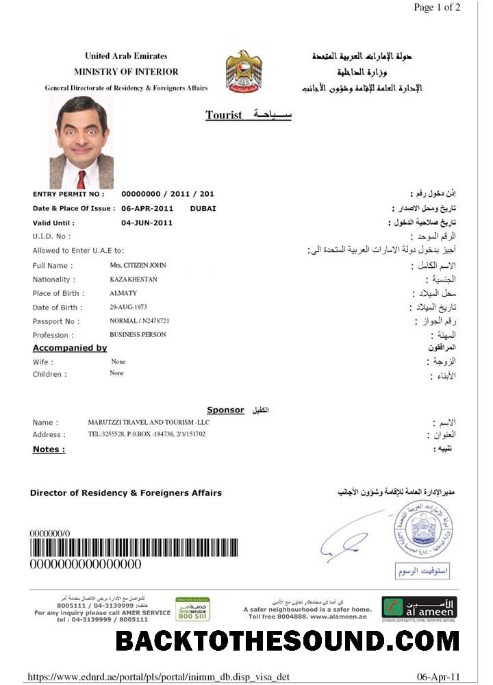 Page 1 of 2
United Arab Emirates
دولة الإمارات العربية المتحدة
MINISTRY OF INTERIOR
وزارة الداخلية
General Directorate of Residency & Foreigners Affairs
الإدارة العامة للإقامة وشؤون الأجانب
Tourist سياحة
ENTRY PERMIT NO : 00000000 / 2011 / 201 إذن دخول رقم :
Date & Place Of Issue : 06-APR-2011 DUBAI تاريخ ومحل الاصدار :
Valid Until : 04-JUN-2011 تاريخ صلاحية الدخول :
U.I.D. No : الرقم الموحد :
Allowed to Enter U.A.E to: أجيز بدخول دولة الامارات العربية المتحدة الى:
Full Name : Mrs. CITIZEN JOHN الاسم الكامل :
Nationality : KAZAKHESTAN الجنسية :
Place of Birth : ALMATY محل الميلاد :
Date of Birth : 29-AUG-1973 تاريخ الميلاد :
Passport No : NORMAL / N2478721 رقم الجواز :
Profession : BUSINESS PERSON المهنة :
Accompanied by المرافقون
Wife : None الزوجة :
Children : None الأبناء :
Sponsor الكفيل
Name : MARUTZZI TRAVEL AND TOURISM -LLC الاسم :
Address : TEL:3255528, P.0.BOX :184738, 2/1/151702 العنوان :
Notes : تنبيه :
Director of Residency & Foreigners Affairs مدير الإدارة العامة للإقامة وشؤون الأجانب
0000000/0
0000000000000000
استوفيت الرسوم
للتواصل مع الادارة يرجى الاتصال بخدمة آمر
هاتف: 04-3139999 / 8005111
For any inquiry please call AMER SERVICE
tel : 04-3139999 / 8005111
800 5111
A safer neighbourhood is a safer home.
Toll free 8004888. www.alameen.ae
الأمين
al ameen
BACKTOTHESOUND.COM
https://www.ednrd.ae/portal/pls/portal/inimm_db.disp_visa_det
06-Apr-11